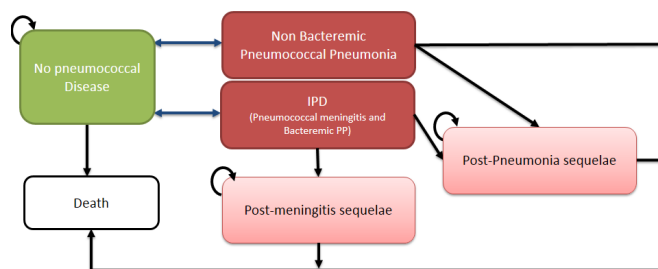 No pneumococcal
Disease
Non Bacteremic
Pneumococcal Pneumonia
IPD
(Pneumococcal meningitis and
Bacteremic PP)
Post-Pneumonia sequelae
Death
Post-meningitis sequelae